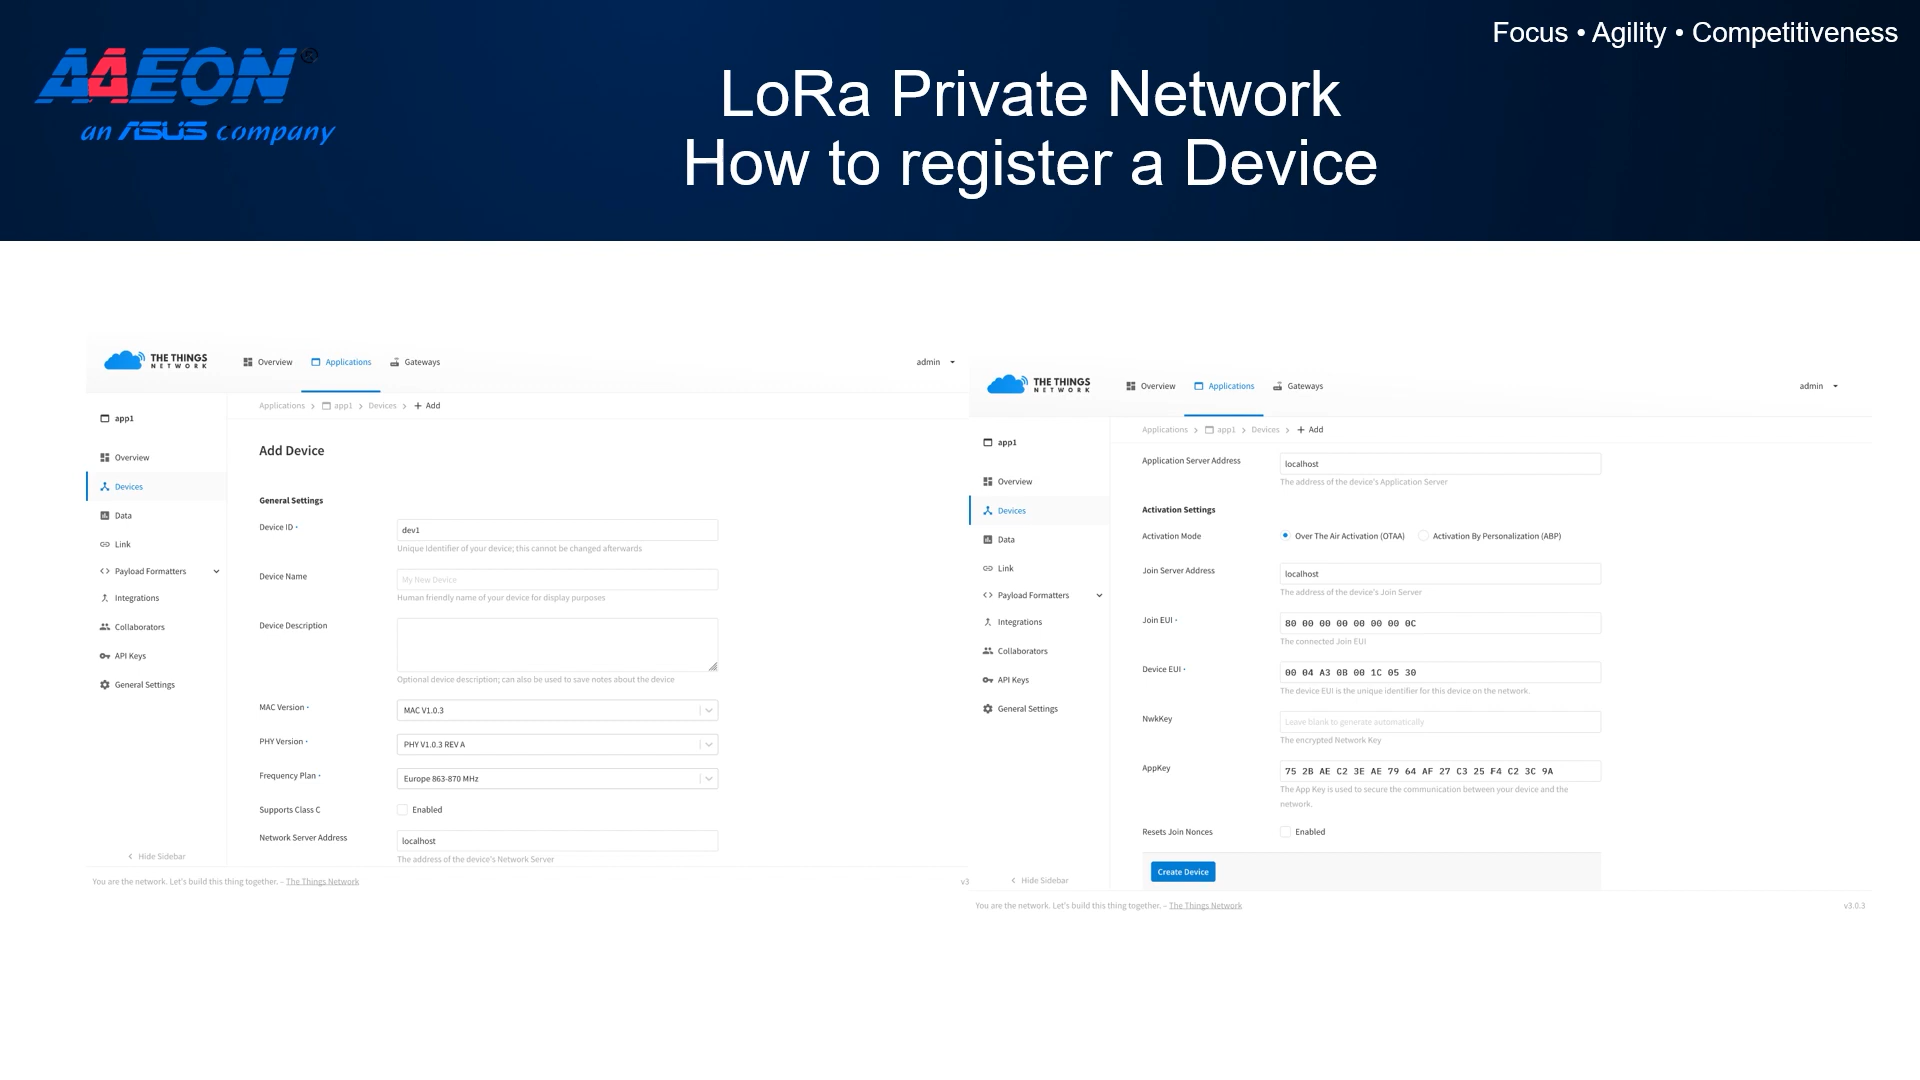 AAEON
an ASUS company
Focus • Agility • Competitiveness
LoRa Private Network
How to register a Device
THE THINGS
NETWORK
Overview
Applications
Gateways
admin
Applications > app1 > Devices > + Add
app1
Overview
Devices
Data
Link
Payload Formatters
Integrations
Collaborators
API Keys
General Settings
Hide Sidebar
Add Device
General Settings
Device ID •
dev1
Unique identifier of your device; this cannot be changed afterwards
Device Name
My New Device
Human friendly name of your device for display purposes
Device Description
Optional device description; can also be used to save notes about the device
MAC Version •
MAC V1.0.3
PHY Version •
PHY V1.0.3 REV A
Frequency Plan •
Europe 863-870 MHz
Supports Class C
Enabled
Network Server Address
localhost
The address of the device's Network Server
You are the network. Let's build this thing together. – The Things Network
v3
THE THINGS
NETWORK
Overview
Applications
Gateways
admin
Applications > app1 > Devices > + Add
app1
Overview
Devices
Data
Link
Payload Formatters
Integrations
Collaborators
API Keys
General Settings
Hide Sidebar
Application Server Address
localhost
The address of the device's Application Server
Activation Settings
Activation Mode
Over The Air Activation (OTAA)
Activation By Personalization (ABP)
Join Server Address
localhost
The address of the device's Join Server
Join EUI •
80 00 00 00 00 00 00 0C
The connected Join EUI
Device EUI •
00 04 A3 0B 00 1C 05 30
The device EUI is the unique identifier for this device on the network.
NwkKey
Leave blank to generate automatically
The encrypted Network Key
AppKey
75 2B AE C2 3E AE 79 64 AF 27 C3 25 F4 C2 3C 9A
The App Key is used to secure the communication between your device and the
network.
Resets Join Nonces
Enabled
Create Device
You are the network. Let's build this thing together. – The Things Network
v3.0.3